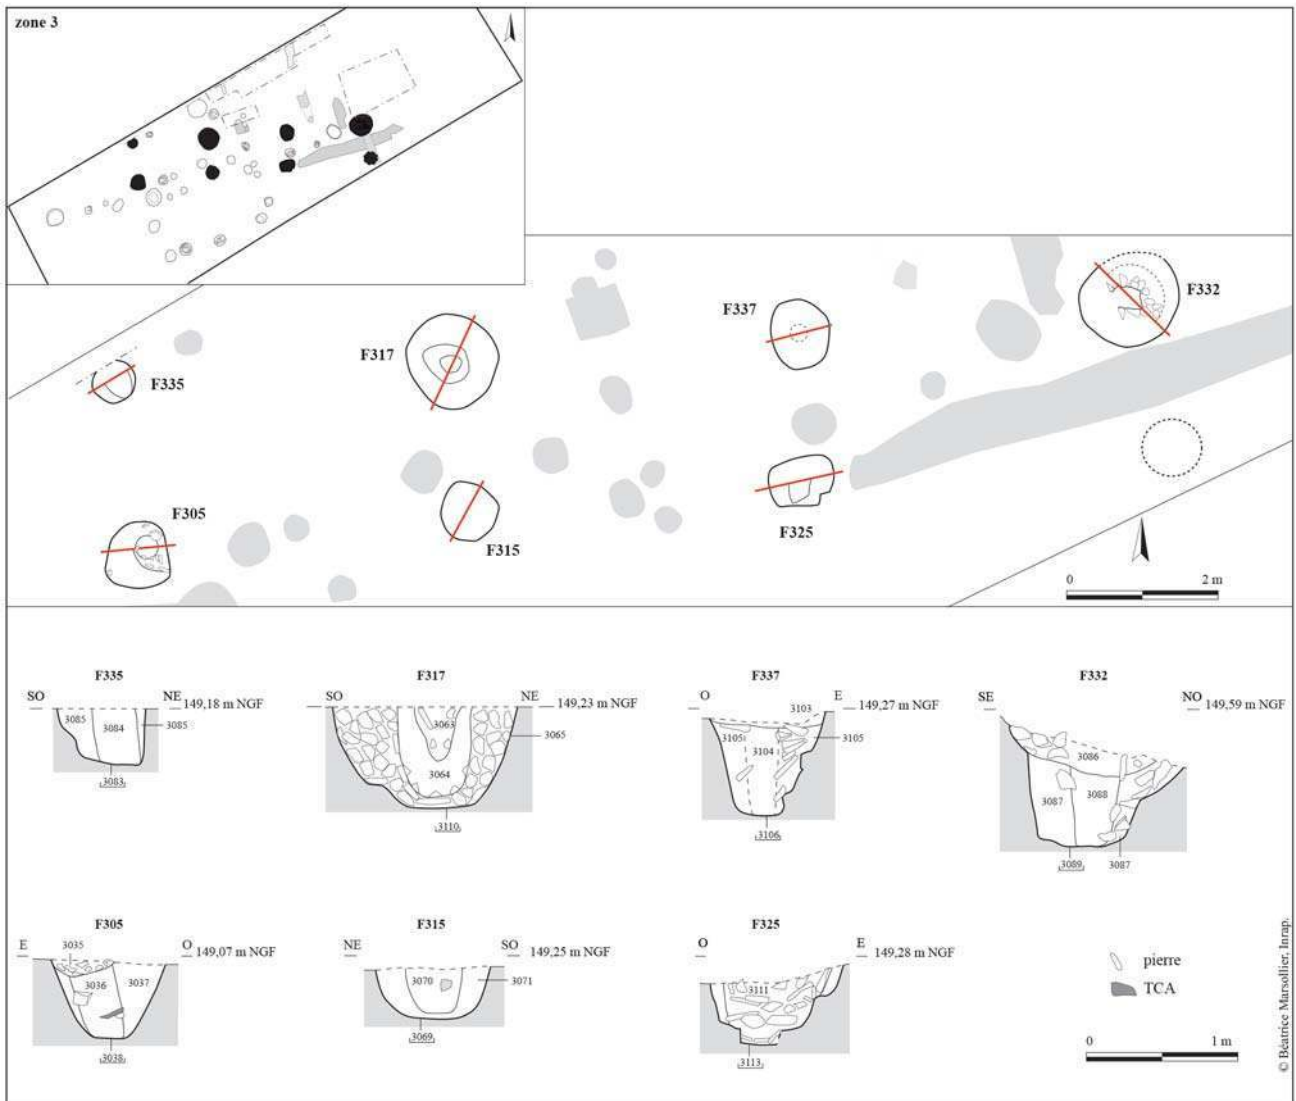 zone 3
F332
F337
F317
F335
F305
F315
F325
0 2 m
F335
SO NE 149,18 m NGF
3085 3084 3085
3083
F317
SO NE 149,23 m NGF
3063
3065
3064
3110
F337
O E 149,27 m NGF
3103
3105 3104 3105
3106
F332
SE NO 149,59 m NGF
3086
3087 3088
3089 3087
F305
E O 149,07 m NGF
3035
3036 3037
3038
F315
NE SO 149,25 m NGF
3070 3071
3069
F325
O E 149,28 m NGF
3111
3113
pierre
TCA
0 1 m
© Béatrice Marsollier, Inrap.